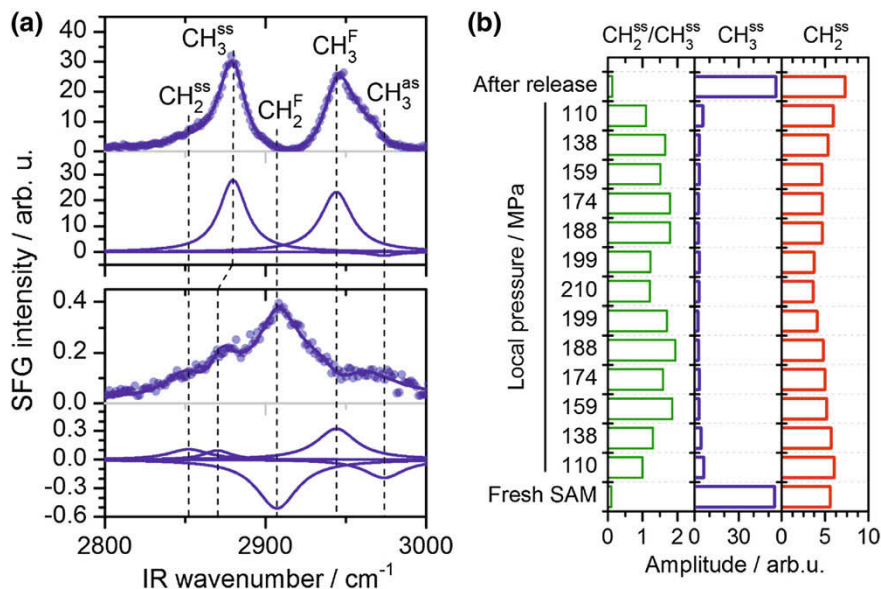 (a)
CH₃ˢˢ
CH₂ˢˢ
CH₃ꟳ
CH₂ꟳ
CH₃ᵃˢ
50
40
30
20
10
0
30
20
10
0
0.4
0.2
0.0
0.3
0.0
-0.3
-0.6
SFG intensity / arb. u.
2800 2900 3000
IR wavenumber / cm⁻¹
(b)
CH₂ˢˢ/CH₃ˢˢ CH₃ˢˢ CH₂ˢˢ
After release
110
138
159
174
188
199
210
199
188
174
159
138
110
Fresh SAM
Local pressure / MPa
0 1 2 0 30 0 5 10
Amplitude / arb.u.